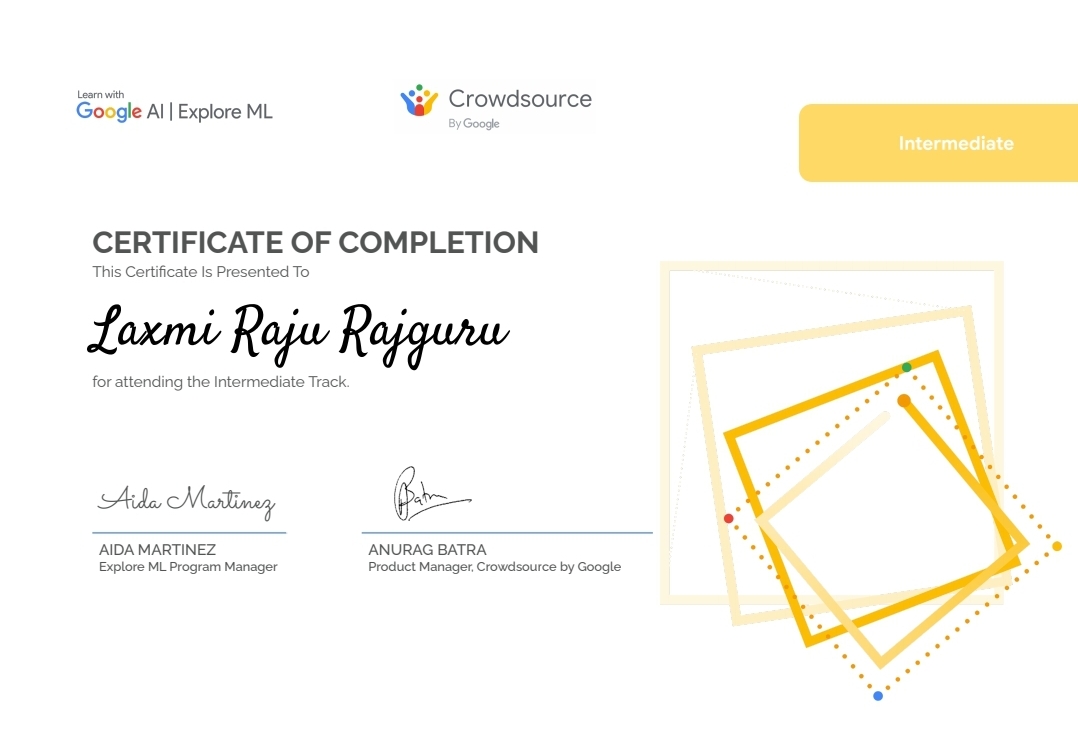 Learn with
Google AI | Explore ML
Crowdsource
By Google
Intermediate
CERTIFICATE OF COMPLETION
This Certificate Is Presented To
Laxmi Raju Rajguru
for attending the Intermediate Track.
Aida Martinez
Batra
AIDA MARTINEZ
Explore ML Program Manager
ANURAG BATRA
Product Manager, Crowdsource by Google